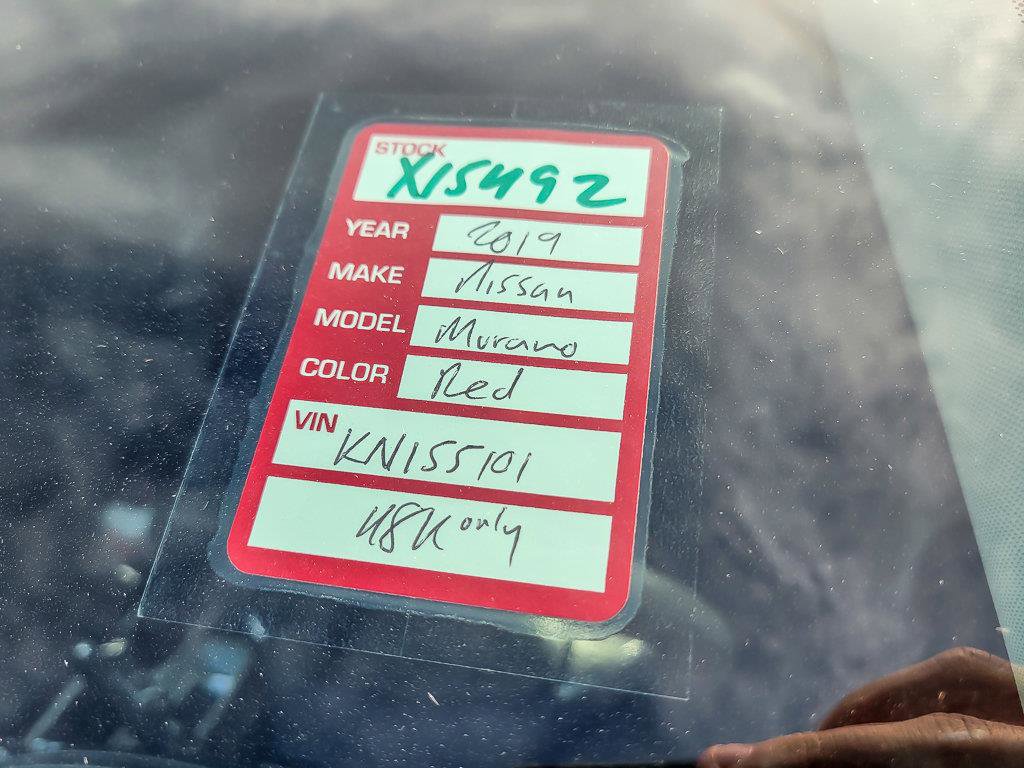 STOCK X15492
YEAR 2019
MAKE Nissan
MODEL Murano
COLOR Red
VIN KN155101
48K only